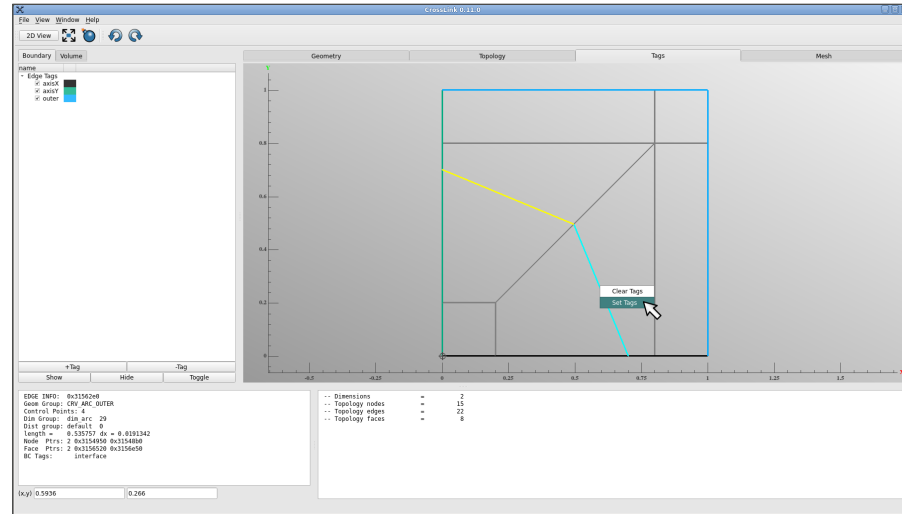 CrossLink 0.11.0
File View Window Help
2D View
Boundary Volume
Geometry Topology Tags Mesh
name
Edge Tags
axisX
axisY
outer
Y
1
0.8
0.6
0.4
0.2
0
-0.5 -0.25 0 0.25 0.5 0.75 1 1.25 1.5
Clear Tags
Set Tags
+Tag -Tag
Show Hide Toggle
EDGE INFO: 0x31562e0
Geom Group: CRV_ARC_OUTER
Control Points: 4
Dim Group: dim_arc 29
Dist group: default 0
length = 0.535757 dx = 0.0191342
Node Ptrs: 2 0x3154950 0x31548b0
Face Ptrs: 2 0x3156520 0x3156e50
BC Tags: interface
-- Dimensions = 2
-- Topology nodes = 15
-- Topology edges = 22
-- Topology faces = 8
(x,y) 0.5936 0.266